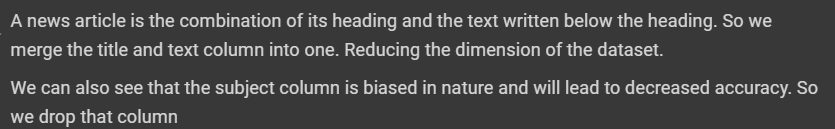 A news article is the combination of its heading and the text written below the heading. So we
merge the title and text column into one. Reducing the dimension of the dataset.
We can also see that the subject column is biased in nature and will lead to decreased accuracy. So
we drop that column